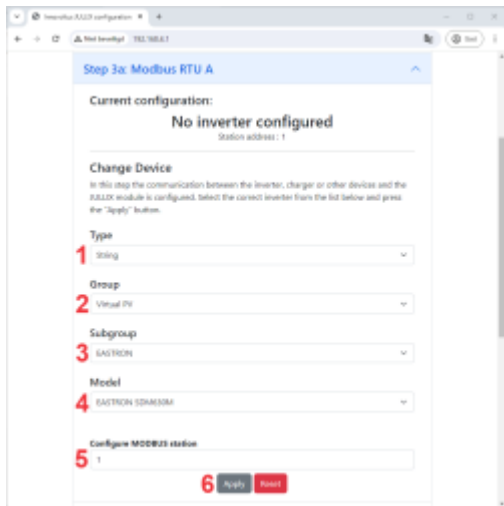 Step 3a: Modbus RTU A
Current configuration:
No inverter configured
Station address: 1
Change Device
In this step the communication between the inverter, charger or other devices and the
module is configured. Select the correct inverter from the list below and press
the "Apply" button.
Type
1 String
Group
2 Virtual PV
Subgroup
3 EASTRON
Model
4 EASTRON SDM630M
Configure MODBUS station
5 1
6 Apply Reset